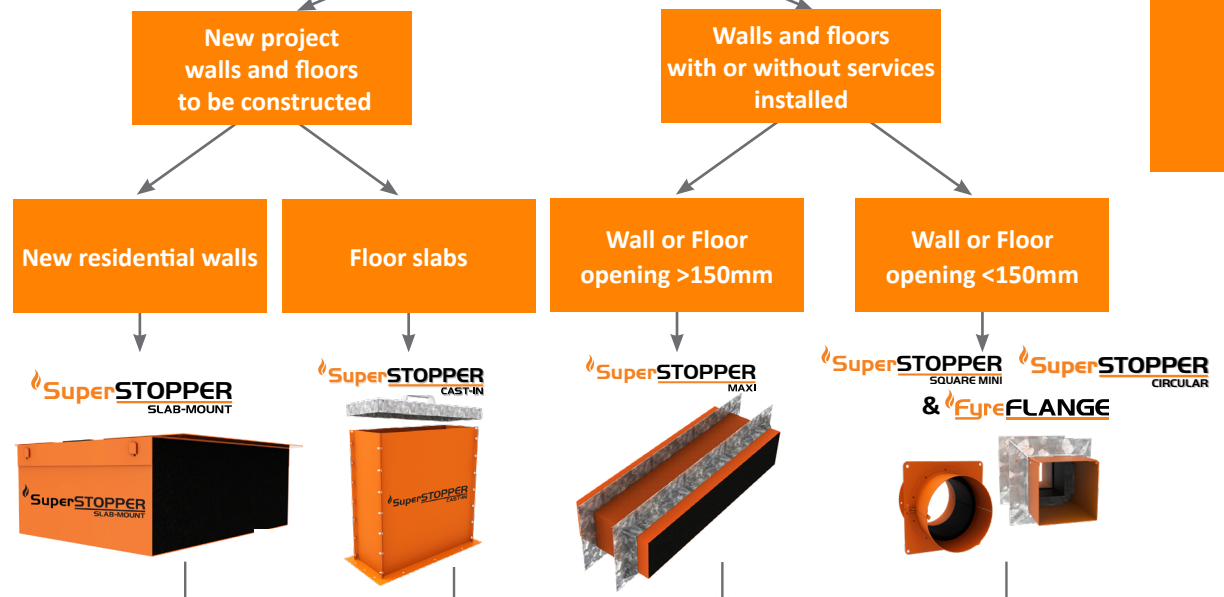 New project
walls and floors
to be constructed
Walls and floors
with or without services
installed
New residential walls
Floor slabs
Wall or Floor
opening >150mm
Wall or Floor
opening <150mm
SuperSTOPPER
SLAB-MOUNT
SuperSTOPPER
CAST-IN
SuperSTOPPER
MAXI
SuperSTOPPER
SQUARE MINI
SuperSTOPPER
CIRCULAR
& FyreFLANGE
SuperSTOPPER
SLAB-MOUNT
SuperSTOPPER
CAST-IN